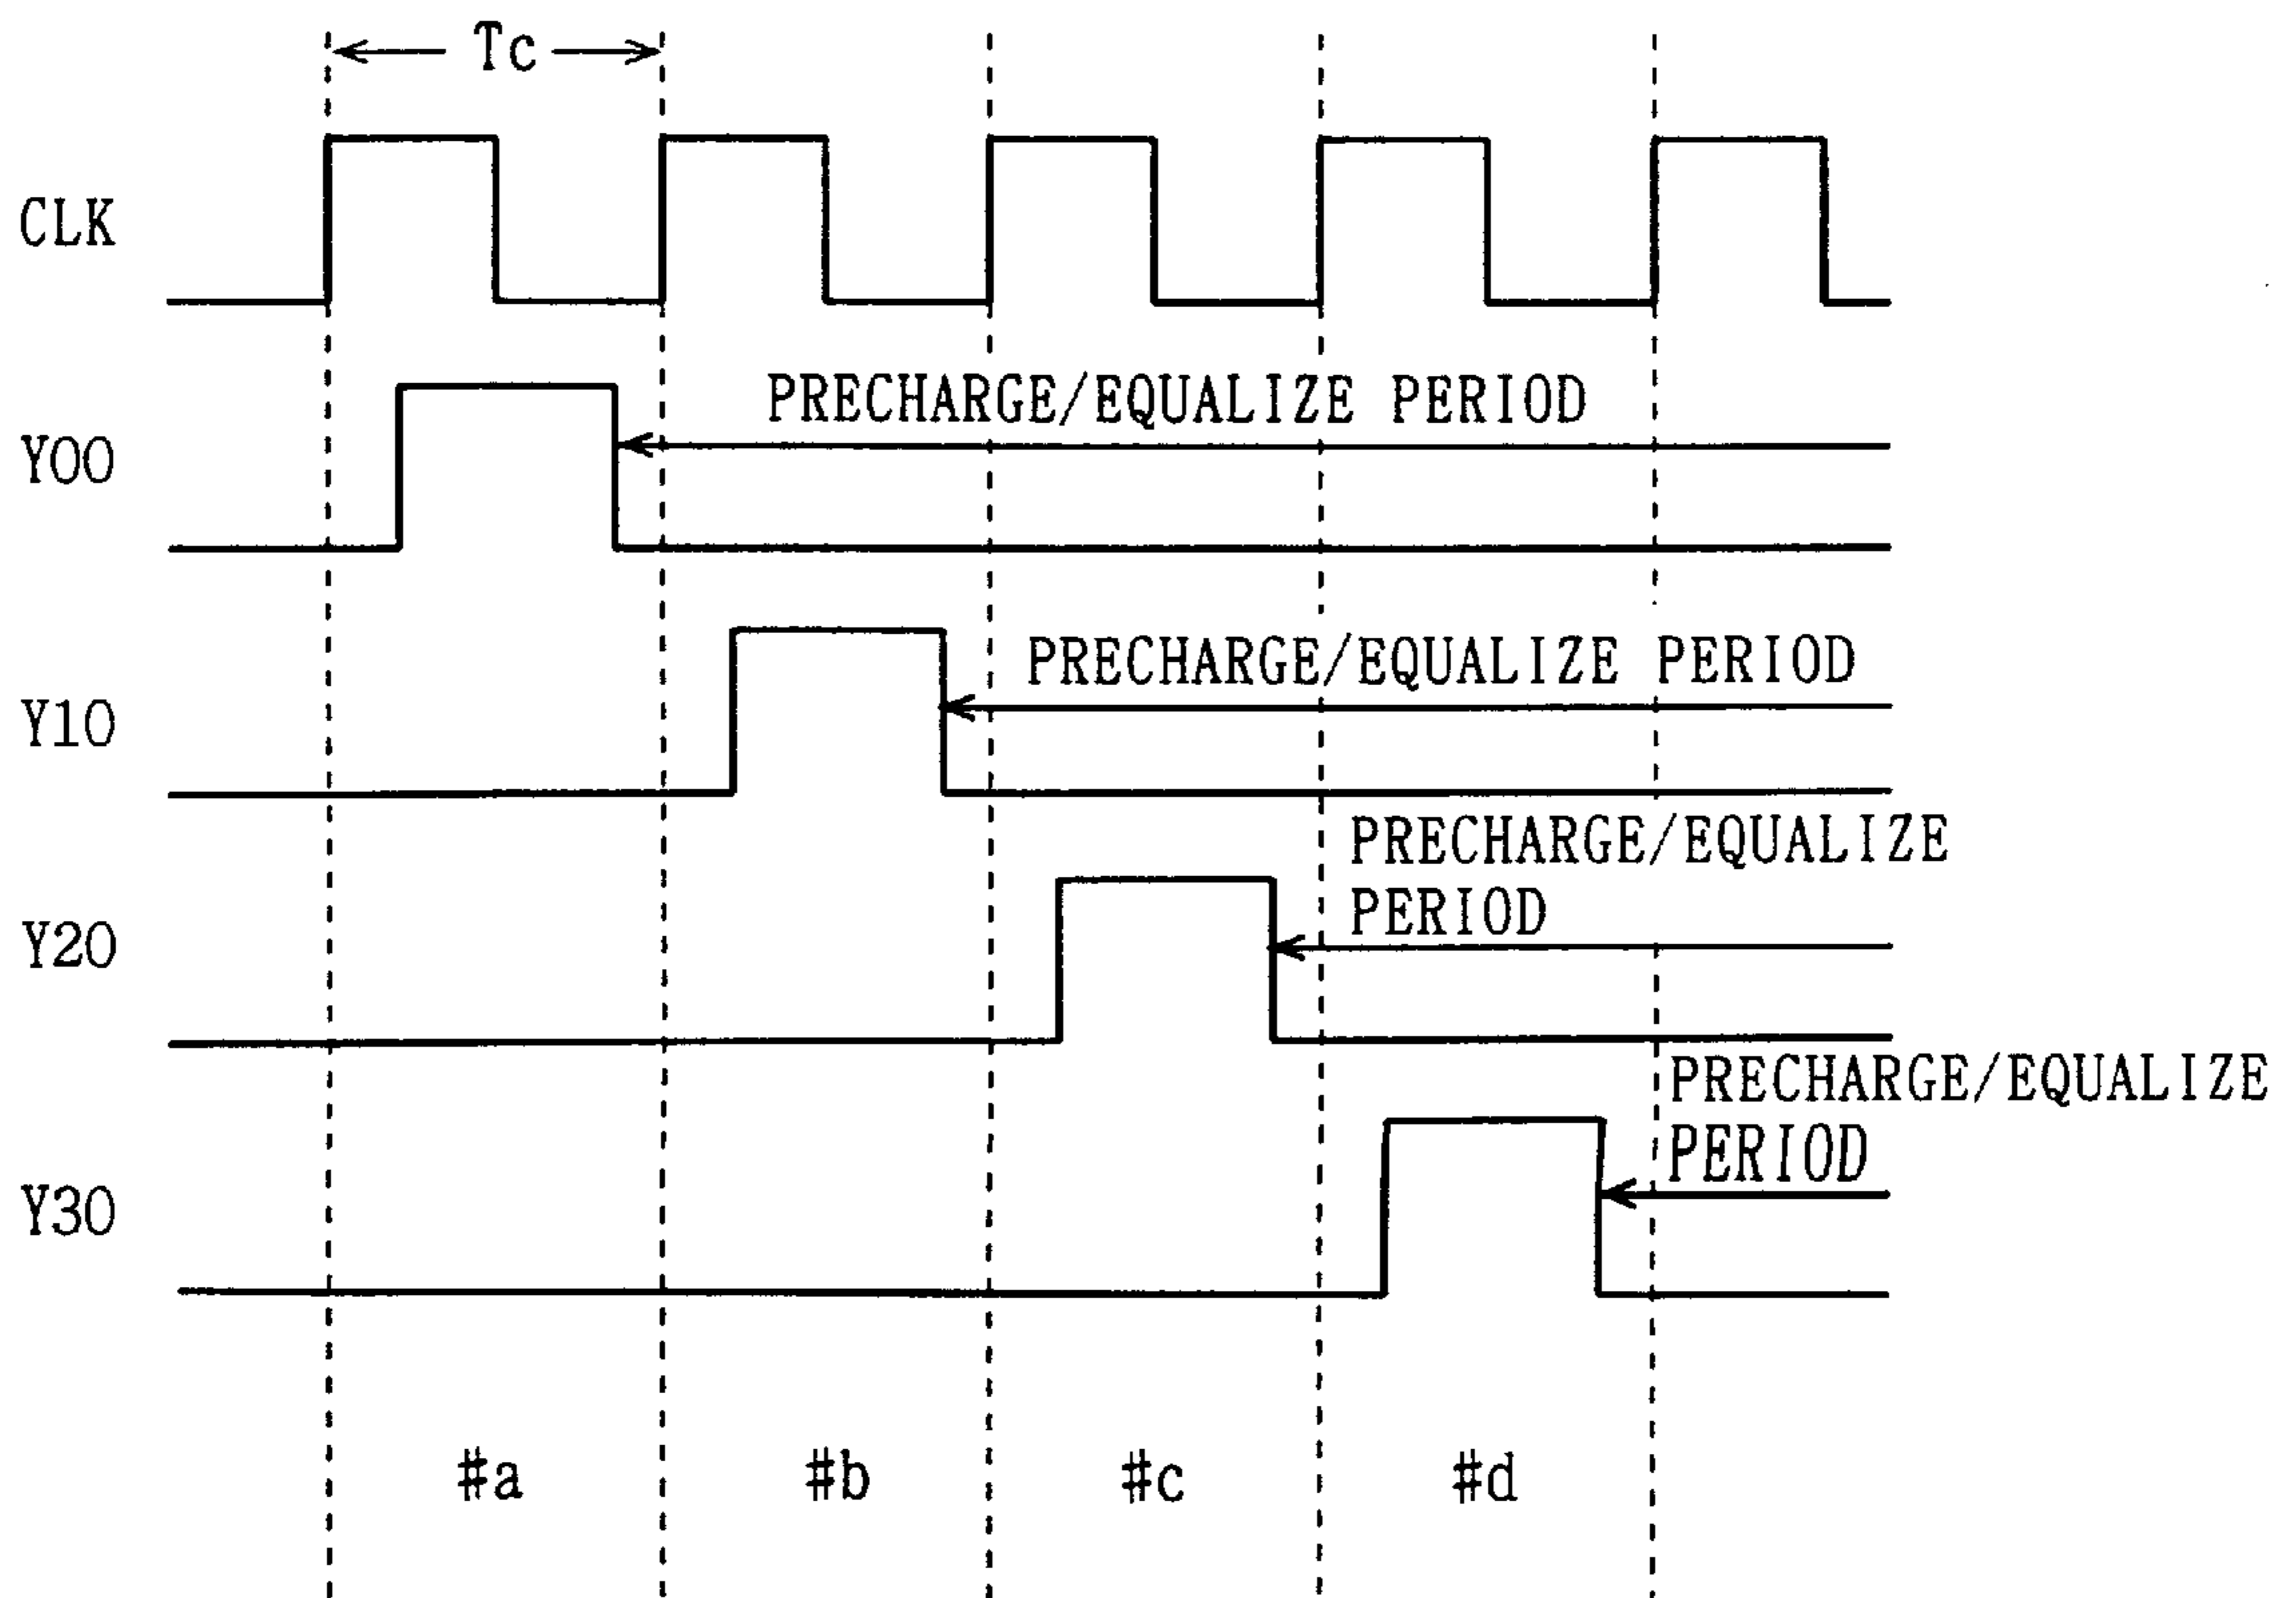 Tc
CLK
Y00
PRECHARGE/EQUALIZE PERIOD
Y10
PRECHARGE/EQUALIZE PERIOD
Y20
PRECHARGE/EQUALIZE
PERIOD
Y30
PRECHARGE/EQUALIZE
PERIOD
#a #b #c #d